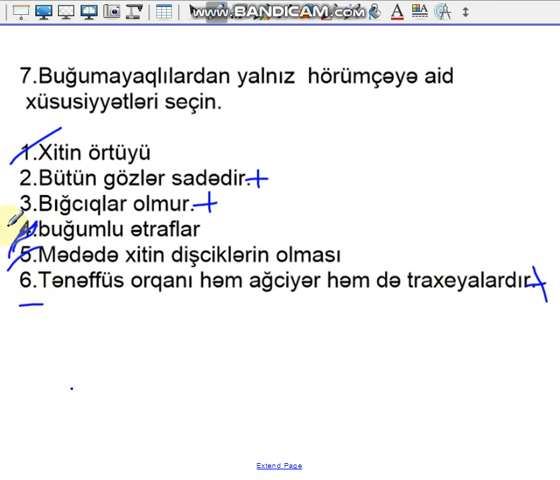 WWW.BANDICAM.COM
7.Buğumayaqlılardan yalnız hörümçəyə aid
xüsusiyyətləri seçin.
1.Xitin örtüyü
2.Bütün gözlər sadədir.+
3.Bığcıqlar olmur.+
4.buğumlu ətraflar
5.Mədədə xitin dişciklərin olması
6.Tənəffüs orqanı həm ağciyər həm də traxeyalardır.+
Extend Page